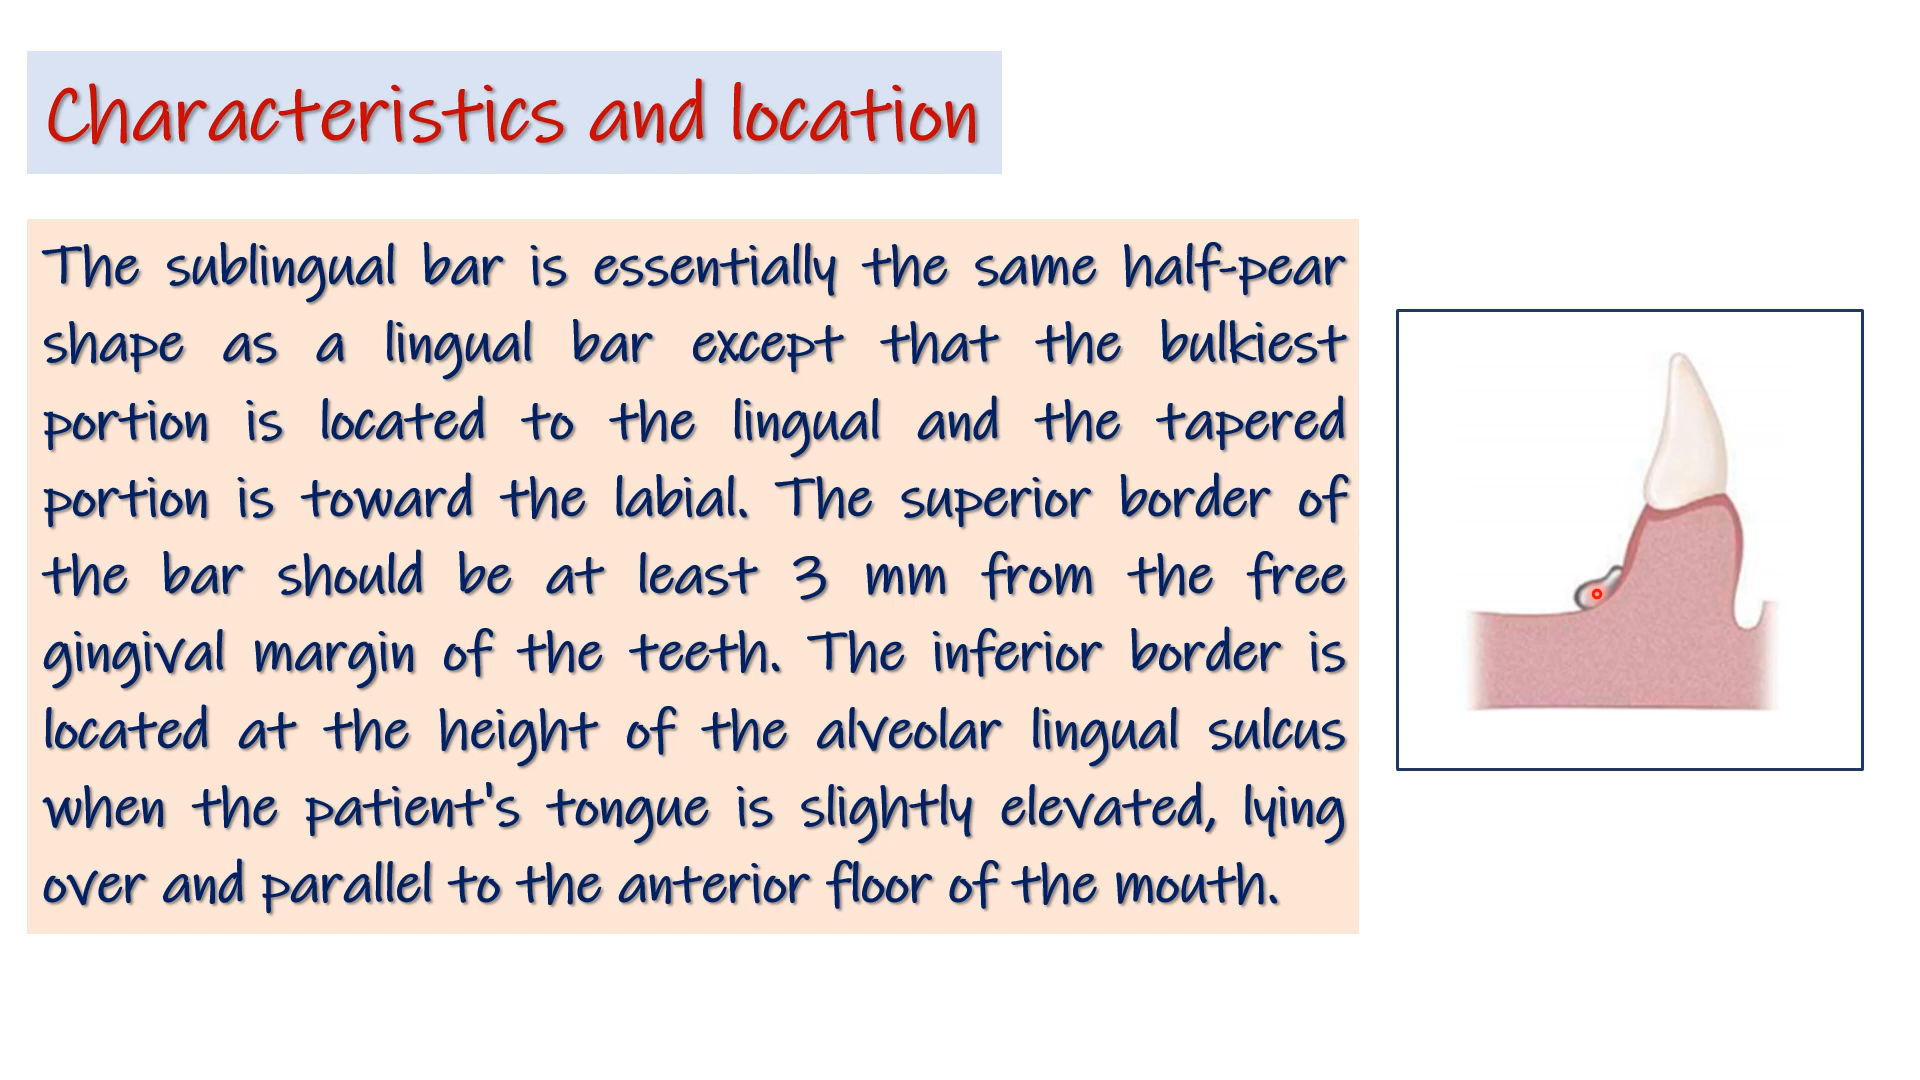 Characteristics and location
The sublingual bar is essentially the same half-pear
shape as a lingual bar except that the bulkiest
portion is located to the lingual and the tapered
portion is toward the labial. The superior border of
the bar should be at least 3 mm from the free
gingival margin of the teeth. The inferior border is
located at the height of the alveolar lingual sulcus
when the patient's tongue is slightly elevated, lying
over and parallel to the anterior floor of the mouth.